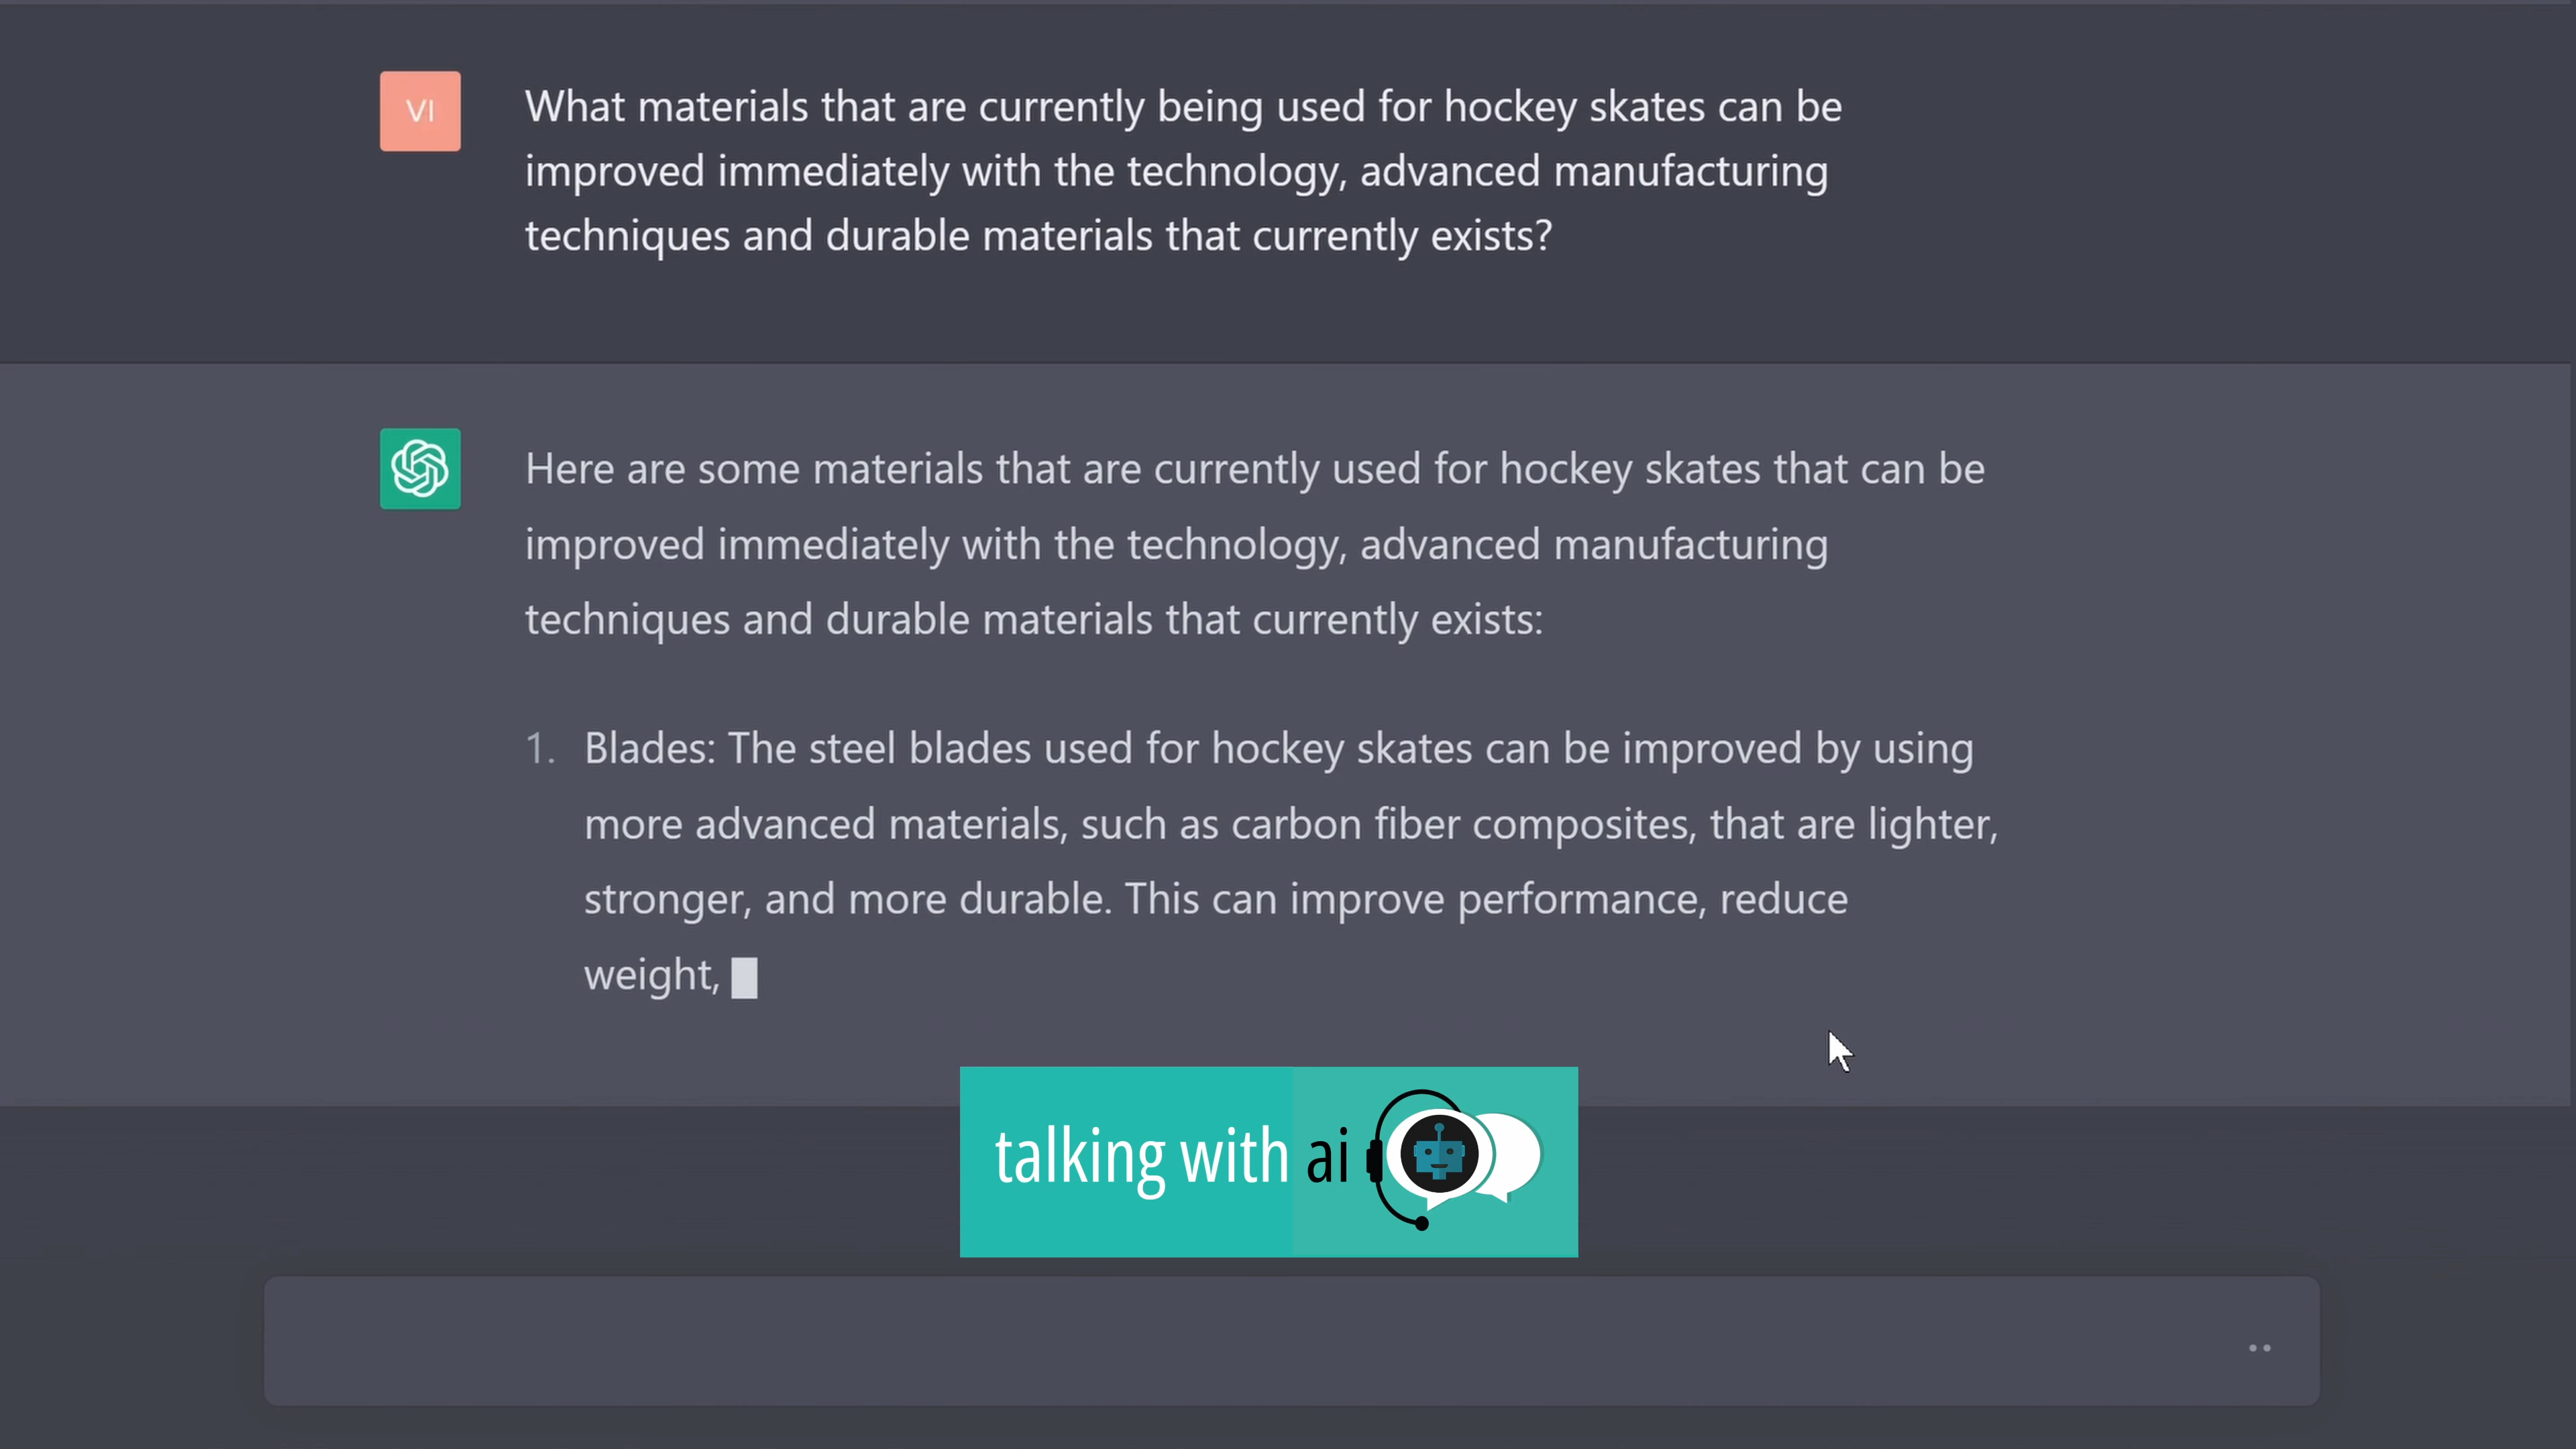 VI
What materials that are currently being used for hockey skates can be
improved immediately with the technology, advanced manufacturing
techniques and durable materials that currently exists?
Here are some materials that are currently used for hockey skates that can be
improved immediately with the technology, advanced manufacturing
techniques and durable materials that currently exists:
1. Blades: The steel blades used for hockey skates can be improved by using
more advanced materials, such as carbon fiber composites, that are lighter,
stronger, and more durable. This can improve performance, reduce
weight,
talking with ai